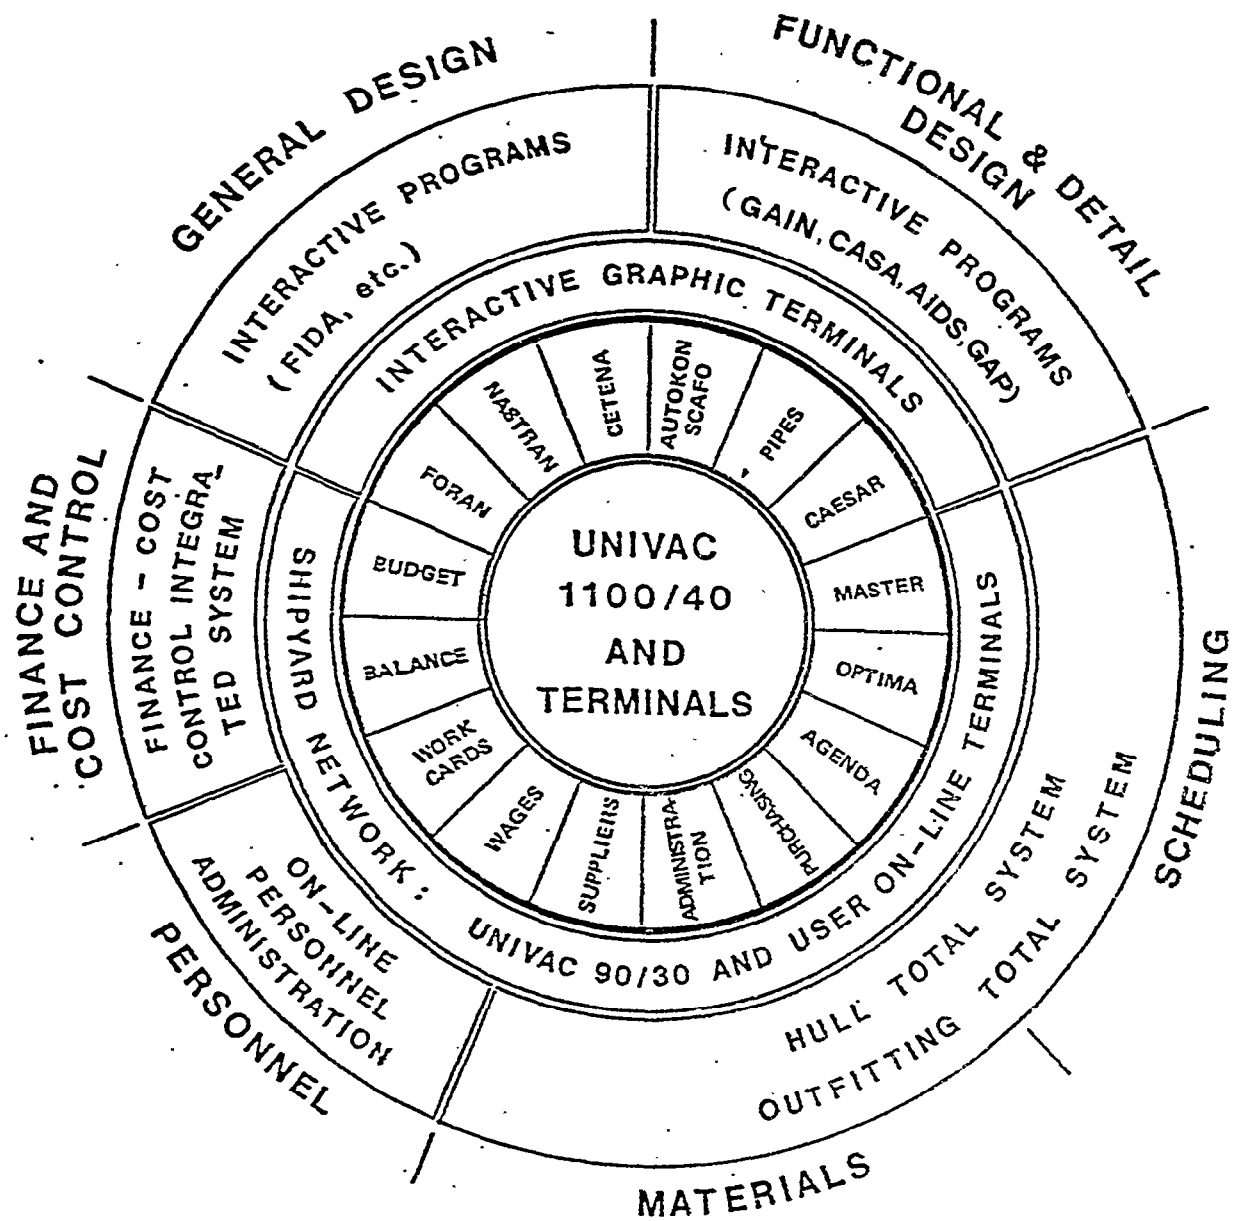 GENERAL DESIGN
FUNCTIONAL & DETAIL
DESIGN
SCHEDULING
MATERIALS
PERSONNEL
FINANCE AND
COST CONTROL
INTERACTIVE PROGRAMS
(FIDA, etc.)
INTERACTIVE PROGRAMS
(GAIN, CASA, AIDS, GAP)
HULL TOTAL SYSTEM
OUTFITTING TOTAL SYSTEM
ON-LINE
PERSONNEL
ADMINISTRATION
FINANCE - COST
CONTROL INTEGRA_
TED SYSTEM
INTERACTIVE GRAPHIC TERMINALS
SHIPYARD NETWORK: UNIVAC 90/30 AND USER ON-LINE TERMINALS
AUTOKON
SCAFO
PIPES
CAESAR
MASTER
OPTIMA
AGENDA
PURCHASING
ADMINISTRA
TION
SUPPLIERS
WAGES
WORK
CARDS
BALANCE
BUDGET
FORAN
NASTRAN
CETENA
UNIVAC
1100/40
AND
TERMINALS